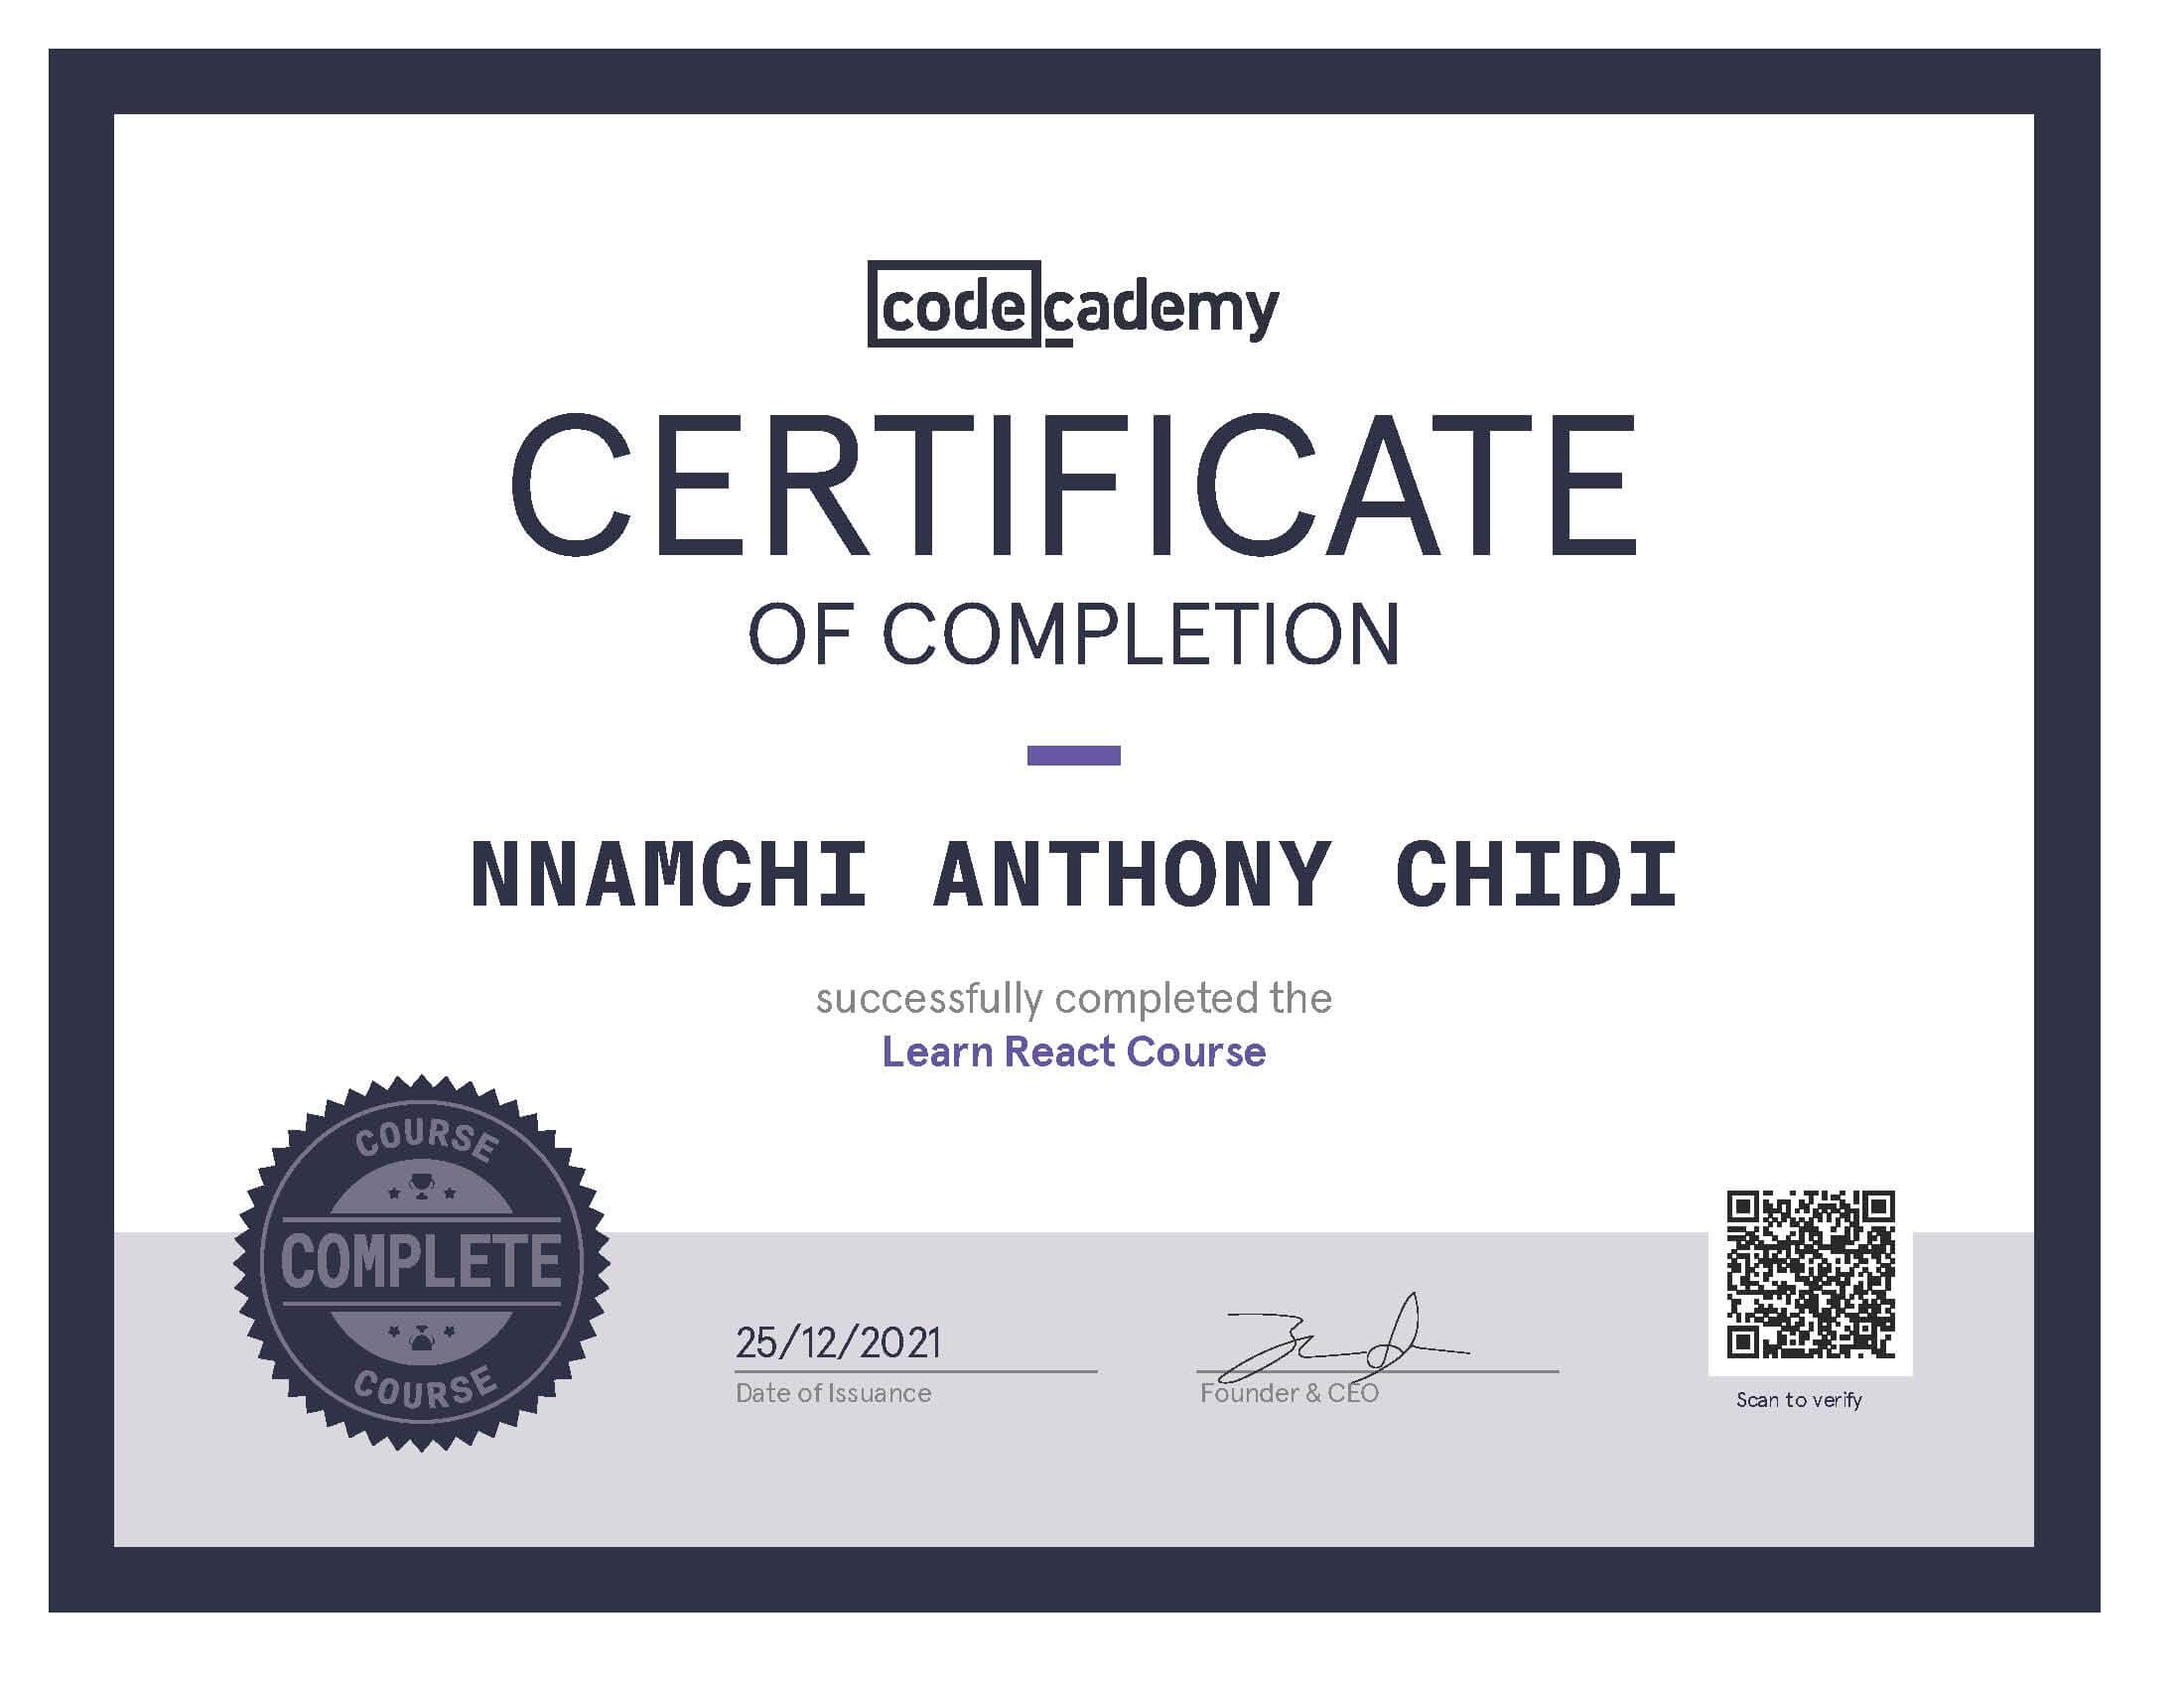 codecademy
CERTIFICATE
OF COMPLETION
NNAMCHI ANTHONY CHIDI
successfully completed the
Learn React Course
COURSE
COMPLETE
COURSE
25/12/2021
Date of Issuance
Founder & CEO
Scan to verify